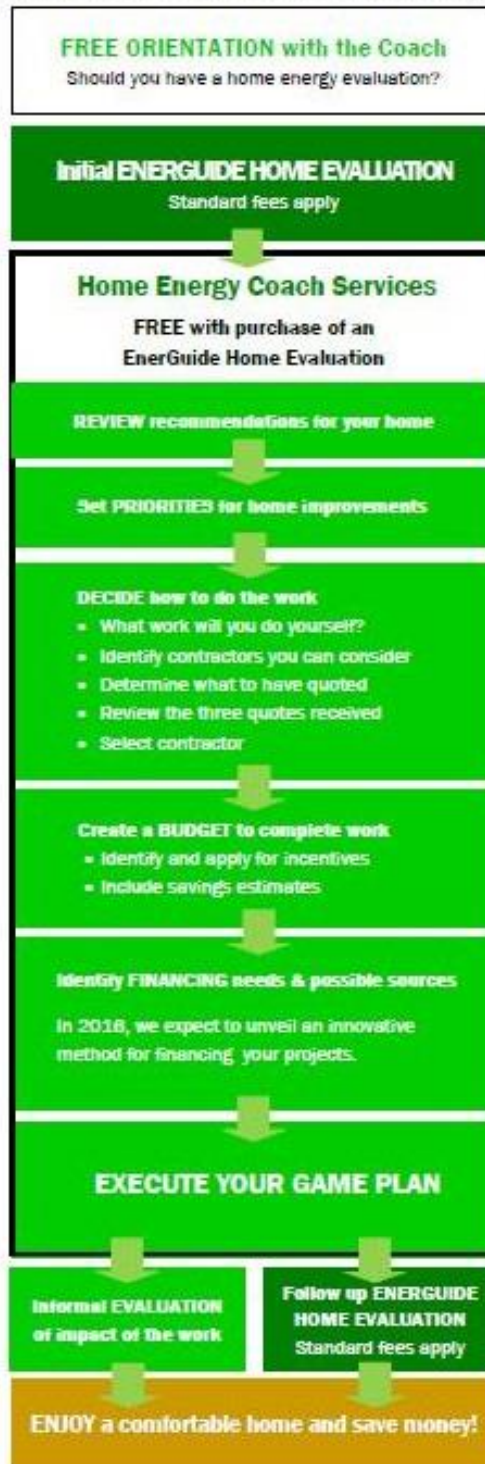 FREE ORIENTATION with the Coach
Should you have a home energy evaluation?
Initial ENERGUIDE HOME EVALUATION
Standard fees apply
Home Energy Coach Services
FREE with purchase of an
EnerGuide Home Evaluation
REVIEW recommendations for your home
Set PRIORITIES for home improvements
DECIDE how to do the work
• What work will you do yourself?
• Identify contractors you can consider
• Determine what to have quoted
• Review the three quotes received
• Select contractor
Create a BUDGET to complete work
• Identify and apply for incentives
• Include savings estimates
Identify FINANCING needs & possible sources
In 2016, we expect to unveil an innovative
method for financing your projects.
EXECUTE YOUR GAME PLAN
Informal EVALUATION
of impact of the work
Follow up ENERGUIDE
HOME EVALUATION
Standard fees apply
ENJOY a comfortable home and save money!